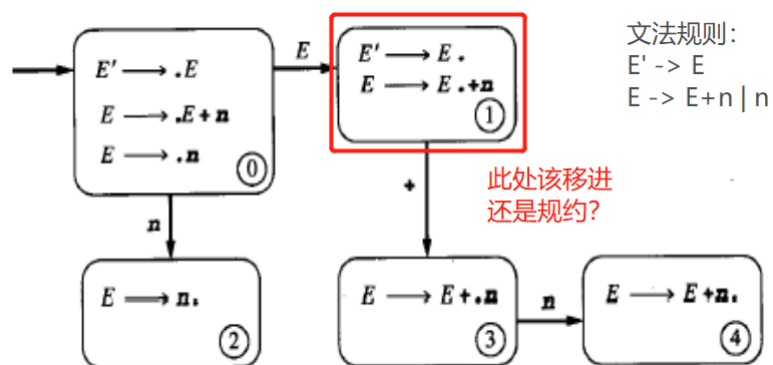 文法规则：
E' -> E
E -> E+n | n
E' → .E
E → .E+n
E → .n
0
E
E' → E.
E → E.+n
1
n
+
此处该移进
还是规约？
E → n.
2
E → E+.n
3
n
E → E+n.
4